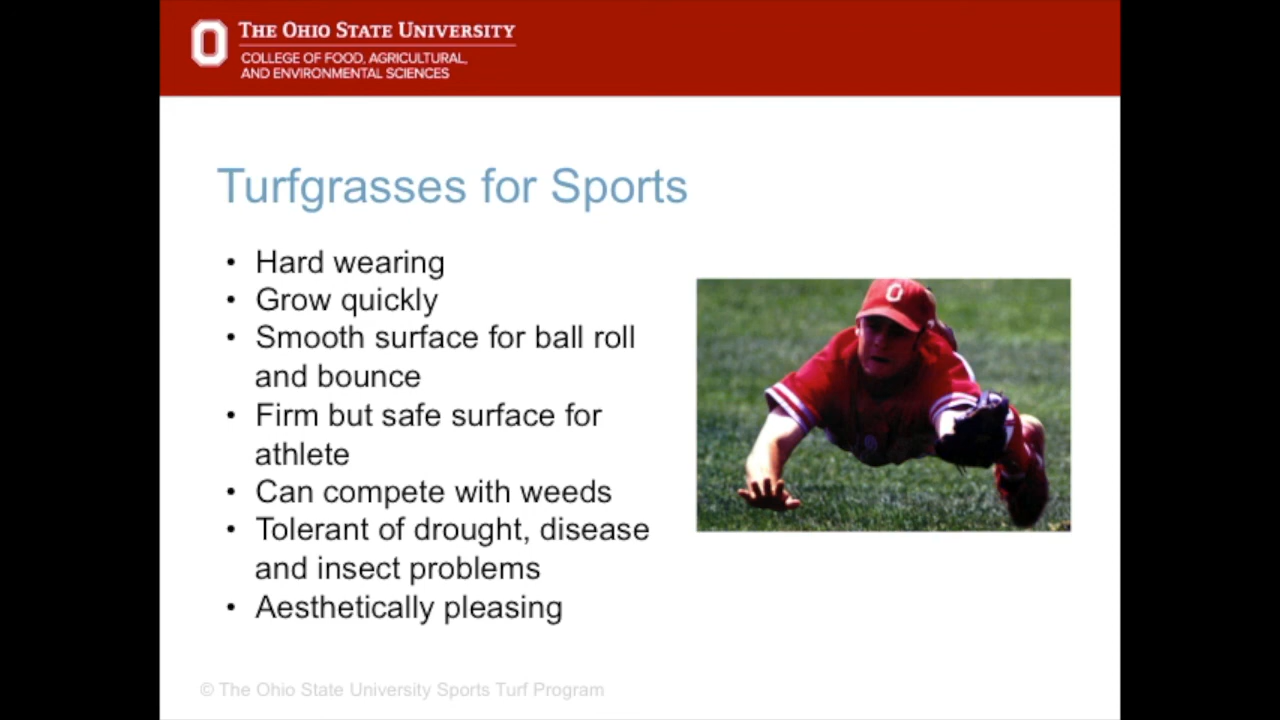 THE OHIO STATE UNIVERSITY
COLLEGE OF FOOD, AGRICULTURAL,
AND ENVIRONMENTAL SCIENCES
Turfgrasses for Sports
• Hard wearing
• Grow quickly
• Smooth surface for ball roll
and bounce
• Firm but safe surface for
athlete
• Can compete with weeds
• Tolerant of drought, disease
and insect problems
• Aesthetically pleasing
© The Ohio State University Sports Turf Program